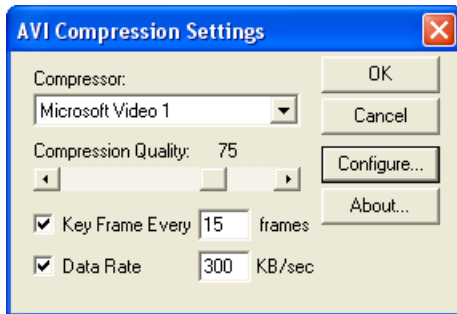 AVI Compression Settings
Compressor:
Microsoft Video 1
Compression Quality: 75
Key Frame Every 15 frames
Data Rate 300 KB/sec
OK
Cancel
Configure...
About...